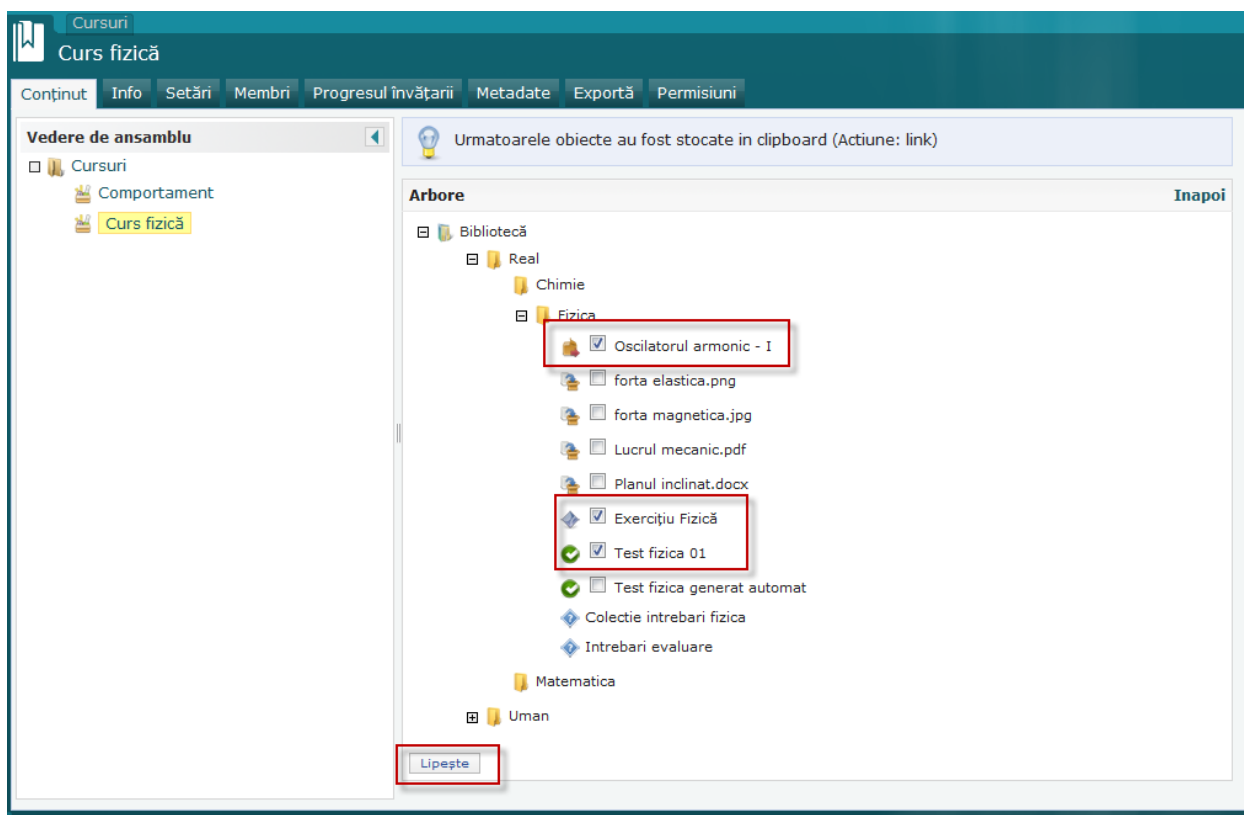 Cursuri
Curs fizică
Conținut Info Setări Membri Progresul învățarii Metadate Exportă Permisiuni
Vedere de ansamblu
Cursuri
Comportament
Curs fizică
Urmatoarele obiecte au fost stocate in clipboard (Actiune: link)
Arbore Inapoi
Bibliotecă
Real
Chimie
Fizica
Oscilatorul armonic - I
forta elastica.png
forta magnetica.jpg
Lucrul mecanic.pdf
Planul inclinat.docx
Exercițiu Fizică
Test fizica 01
Test fizica generat automat
Colectie intrebari fizica
Intrebari evaluare
Matematica
Uman
Lipește